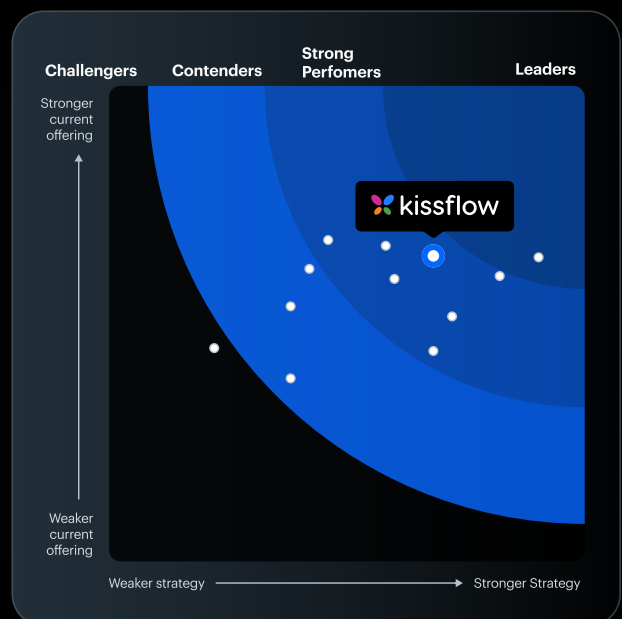 Challengers
Contenders
Strong
Perfomers
Leaders
Stronger
current
offering
kissflow
Weaker
current
offering
Weaker strategy
Stronger Strategy